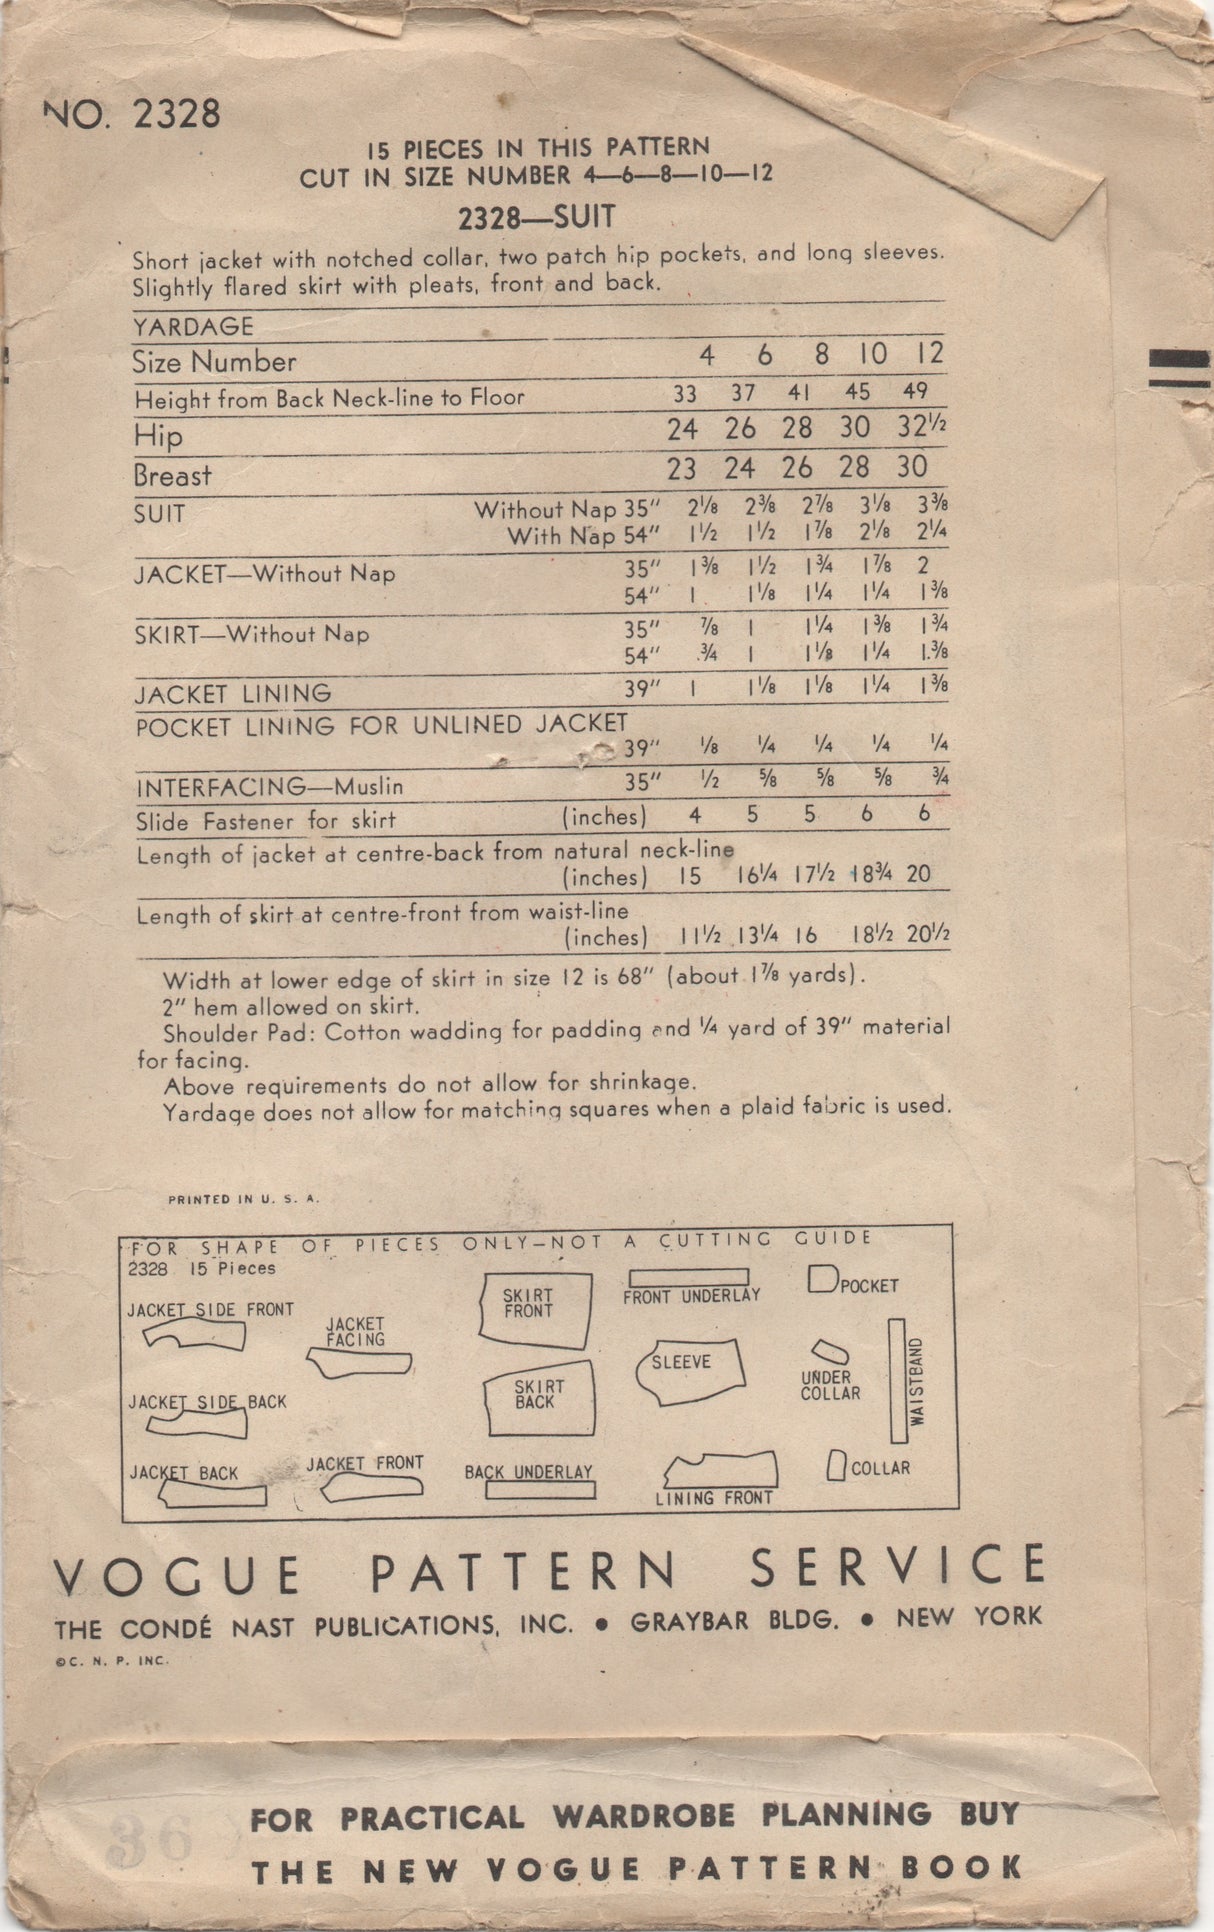 NO. 2328
15 PIECES IN THIS PATTERN
CUT IN SIZE NUMBER 4—6—8—10—12
2328—SUIT
Short jacket with notched collar, two patch hip pockets, and long sleeves.
Slightly flared skirt with pleats, front and back.
YARDAGE
Size Number 4 6 8 10 12
Height from Back Neck-line to Floor 33 37 41 45 49
Hip 24 26 28 30 32½
Breast 23 24 26 28 30
SUIT Without Nap 35" 2⅛ 2⅜ 2⅞ 3⅛ 3⅜
With Nap 54" 1½ 1½ 1⅞ 2⅛ 2¼
JACKET—Without Nap 35" 1⅜ 1½ 1¾ 1⅞ 2
54" 1 1⅛ 1¼ 1¼ 1⅜
SKIRT—Without Nap 35" ⅞ 1 1¼ 1⅜ 1¾
54" ¾ 1 1⅛ 1¼ 1⅜
JACKET LINING 39" 1 1⅛ 1⅛ 1¼ 1⅜
POCKET LINING FOR UNLINED JACKET
39" ⅛ ¼ ¼ ¼ ¼
INTERFACING—Muslin 35" ½ ⅝ ⅝ ⅝ ¾
Slide Fastener for skirt (inches) 4 5 5 6 6
Length of jacket at centre-back from natural neck-line
(inches) 15 16¼ 17½ 18¾ 20
Length of skirt at centre-front from waist-line
(inches) 11½ 13¼ 16 18½ 20½
Width at lower edge of skirt in size 12 is 68" (about 1⅞ yards).
2" hem allowed on skirt.
Shoulder Pad: Cotton wadding for padding and ¼ yard of 39" material
for facing.
Above requirements do not allow for shrinkage.
Yardage does not allow for matching squares when a plaid fabric is used.
PRINTED IN U. S. A.
FOR SHAPE OF PIECES ONLY—NOT A CUTTING GUIDE
2328 15 Pieces
JACKET SIDE FRONT
JACKET
FACING
SKIRT
FRONT
FRONT UNDERLAY
POCKET
JACKET SIDE BACK
SKIRT
BACK
SLEEVE
UNDER
COLLAR
WAISTBAND
JACKET BACK
JACKET FRONT
BACK UNDERLAY
LINING FRONT
COLLAR
VOGUE PATTERN SERVICE
THE CONDÉ NAST PUBLICATIONS, INC. ● GRAYBAR BLDG. ● NEW YORK
©C. N. P. INC.
36
FOR PRACTICAL WARDROBE PLANNING BUY
THE NEW VOGUE PATTERN BOOK